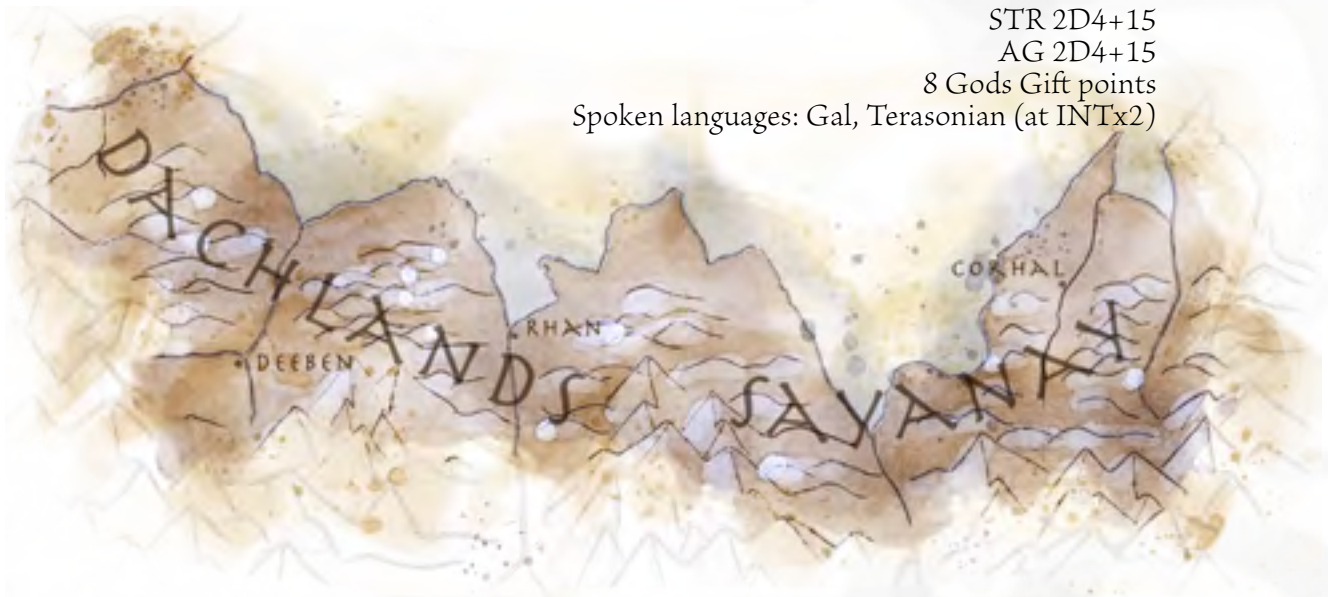 STR 2D4+15
AG 2D4+15
8 Gods Gift points
Spoken languages: Gal, Terasonian (at INTx2)
DACHLANDS
CORHAL
RHAN
DEEBEN
SAVANAY